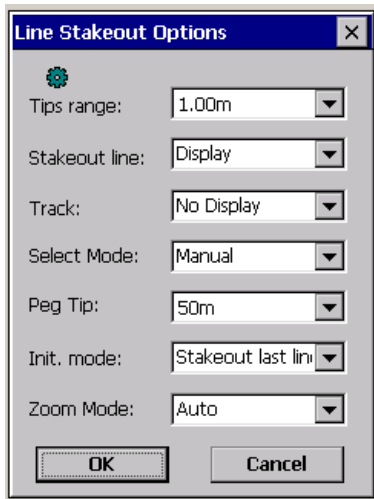 Line Stakeout Options
Tips range: 1.00m
Stakeout line: Display
Track: No Display
Select Mode: Manual
Peg Tip: 50m
Init. mode: Stakeout last
Zoom Mode: Auto
OK Cancel